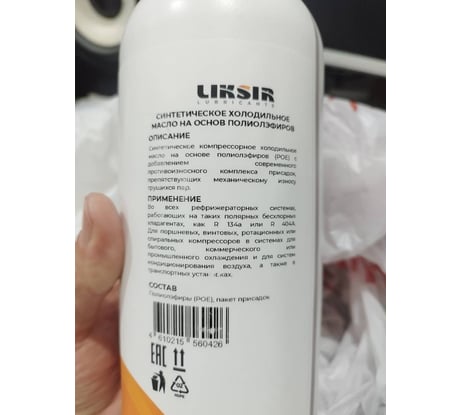 LIKSIR
LUBRICANTS
СИНТЕТИЧЕСКОЕ ХОЛОДИЛЬНОЕ
МАСЛО НА ОСНОВ ПОЛИОЛЭФИРОВ
ОПИСАНИЕ
Синтетическое компрессорное холодильное
масло на основе полиолэфиров (POE) с
добавлением современного
противоизносного комплекса присадок,
препятствующих механическому износу
трущихся пар.
ПРИМЕНЕНИЕ
Во всех рефрижераторных системах,
работающих на таких полярных бесхлорных
хладагентах, как R 134a или R 404A.
Для поршневых, винтовых, ротационных или
спиральных компрессоров в системах для
бытового, коммерческого или
промышленного охлаждения и для систем
кондиционирования воздуха, а также в
транспортных установках.
СОСТАВ
Полиолэфиры (POE), пакет присадок
4 610215 560426
EAC
02
HDPE